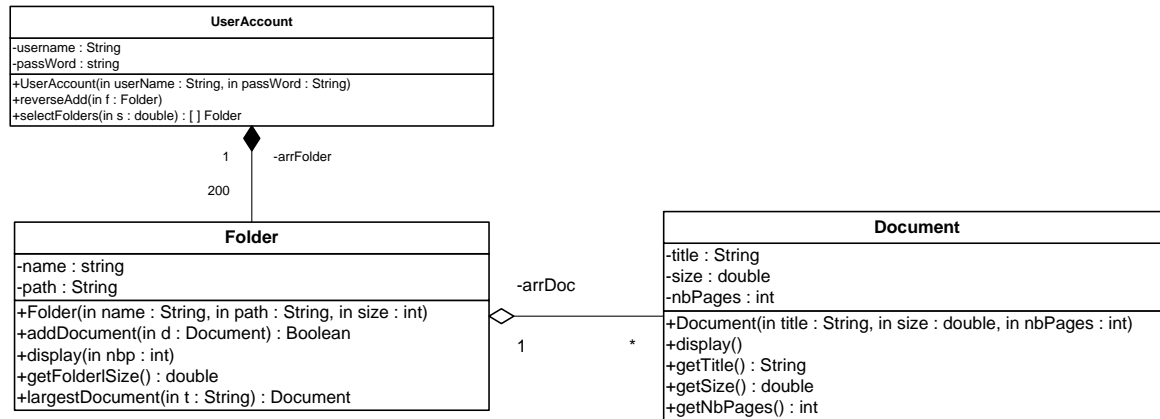 UserAccount
-username : String
-passWord : string
+UserAccount(in userName : String, in passWord : String)
+reverseAdd(in f : Folder)
+selectFolders(in s : double) : [ ] Folder
1
-arrFolder
200
Folder
-name : string
-path : String
+Folder(in name : String, in path : String, in size : int)
+addDocument(in d : Document) : Boolean
+display(in nbp : int)
+getFolderlSize() : double
+largestDocument(in t : String) : Document
-arrDoc
1
*
Document
-title : String
-size : double
-nbPages : int
+Document(in title : String, in size : double, in nbPages : int)
+display()
+getTitle() : String
+getSize() : double
+getNbPages() : int